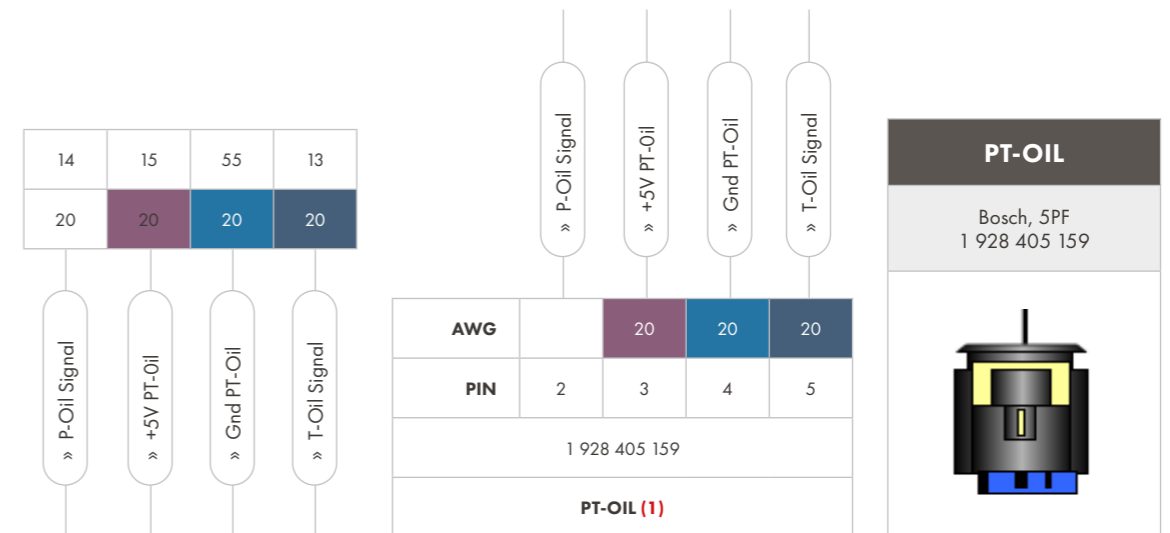 14 15 55 13
20 20 20 20
» P-Oil Signal
» +5V PT-0il
» Gnd PT-Oil
» T-Oil Signal
» P-Oil Signal
» +5V PT-0il
» Gnd PT-Oil
» T-Oil Signal
AWG 20 20 20
PIN 2 3 4 5
1 928 405 159
PT-OIL (1)
PT-OIL
Bosch, 5PF
1 928 405 159